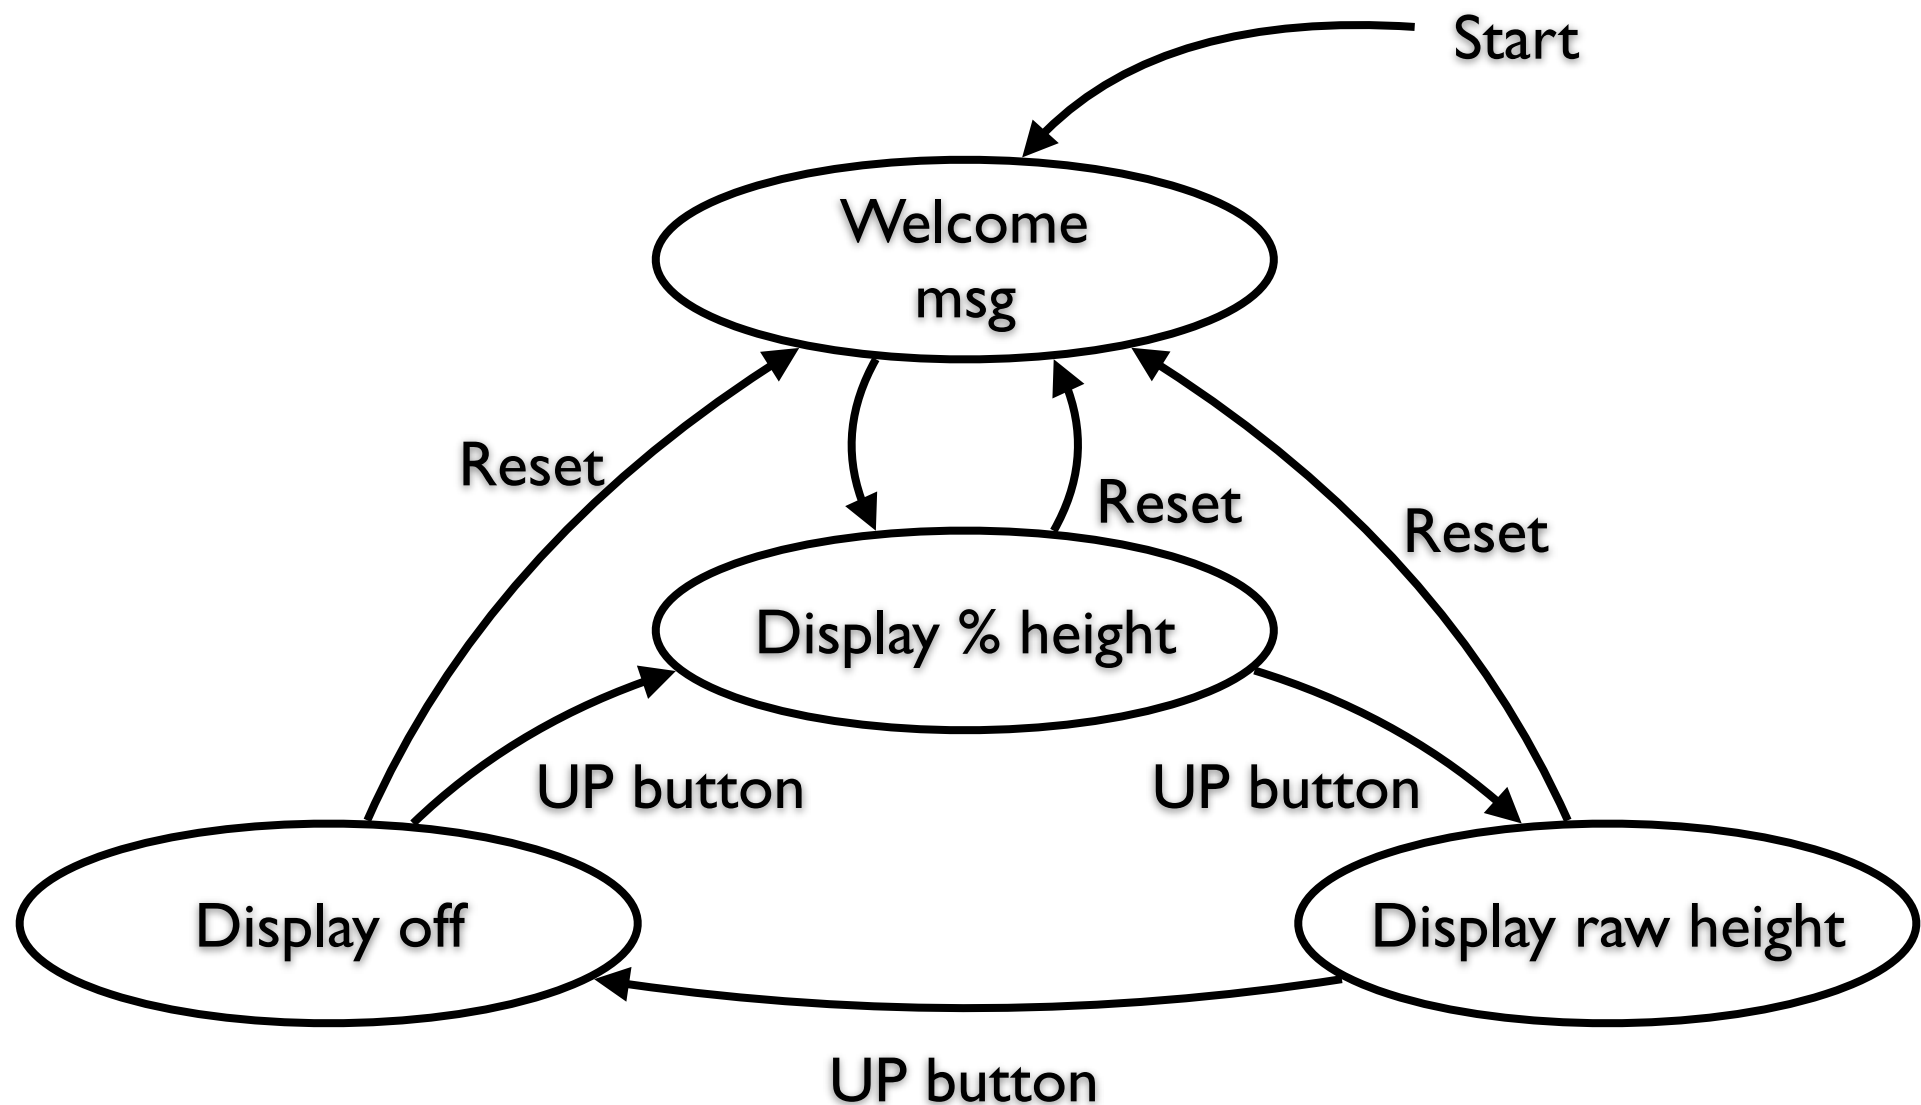 Start
Welcome
msg
Reset
Reset
Reset
Display % height
UP button
UP button
Display off
Display raw height
UP button